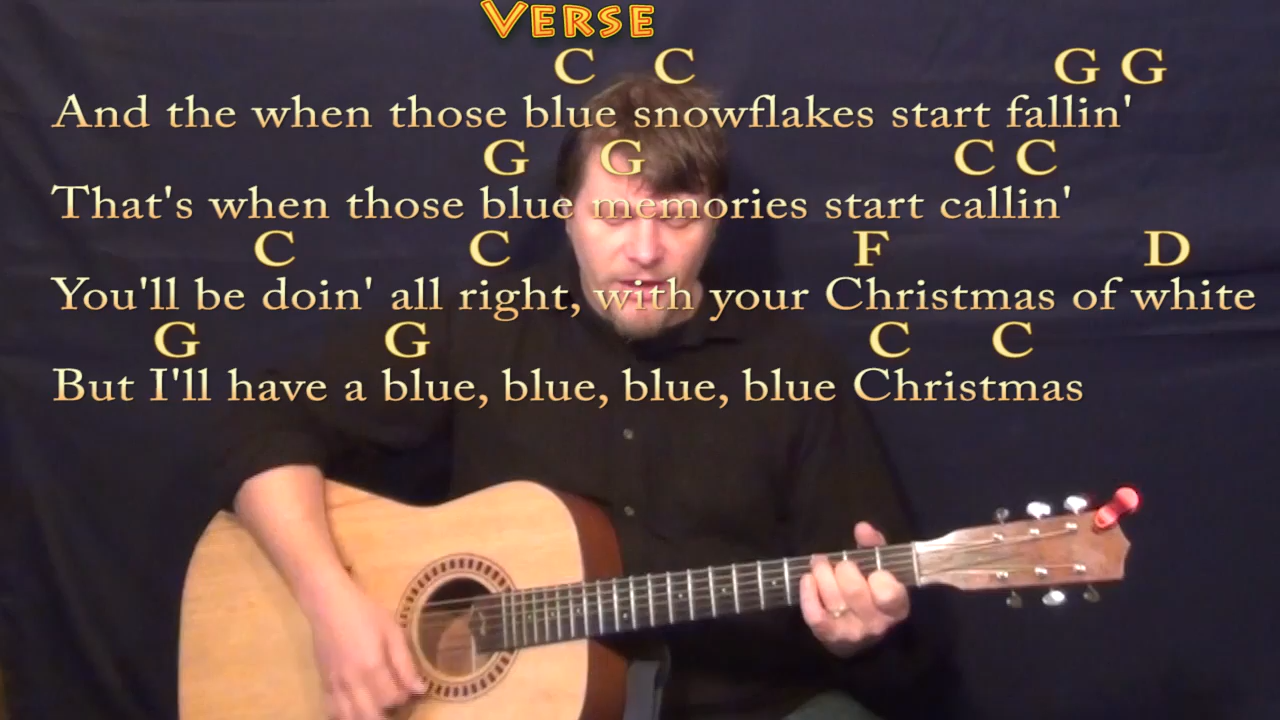 VERSE
C C G G
And the when those blue snowflakes start fallin'
G G C C
That's when those blue memories start callin'
C C F D
You'll be doin' all right, with your Christmas of white
G G C C
But I'll have a blue, blue, blue, blue Christmas